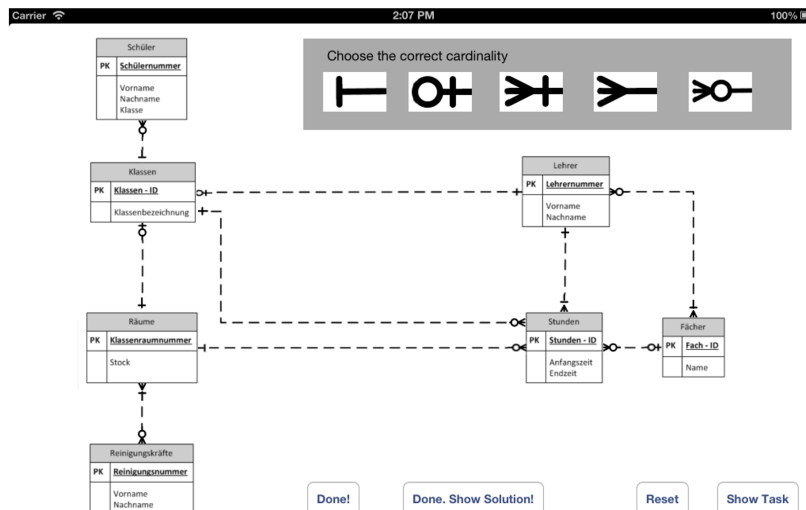 Carrier
2:07 PM
100%
Choose the correct cardinality
Schüler
PK Schülernummer
Vorname
Nachname
Klasse
Klassen
PK Klassen - ID
Klassenbezeichnung
Lehrer
PK Lehrernummer
Vorname
Nachname
Räume
PK Klassenraumnummer
Stock
Stunden
PK Stunden - ID
Anfangszeit
Endzeit
Fächer
PK Fach - ID
Name
Reinigungskräfte
PK Reinigungsnummer
Vorname
Nachname
Done!
Done. Show Solution!
Reset
Show Task